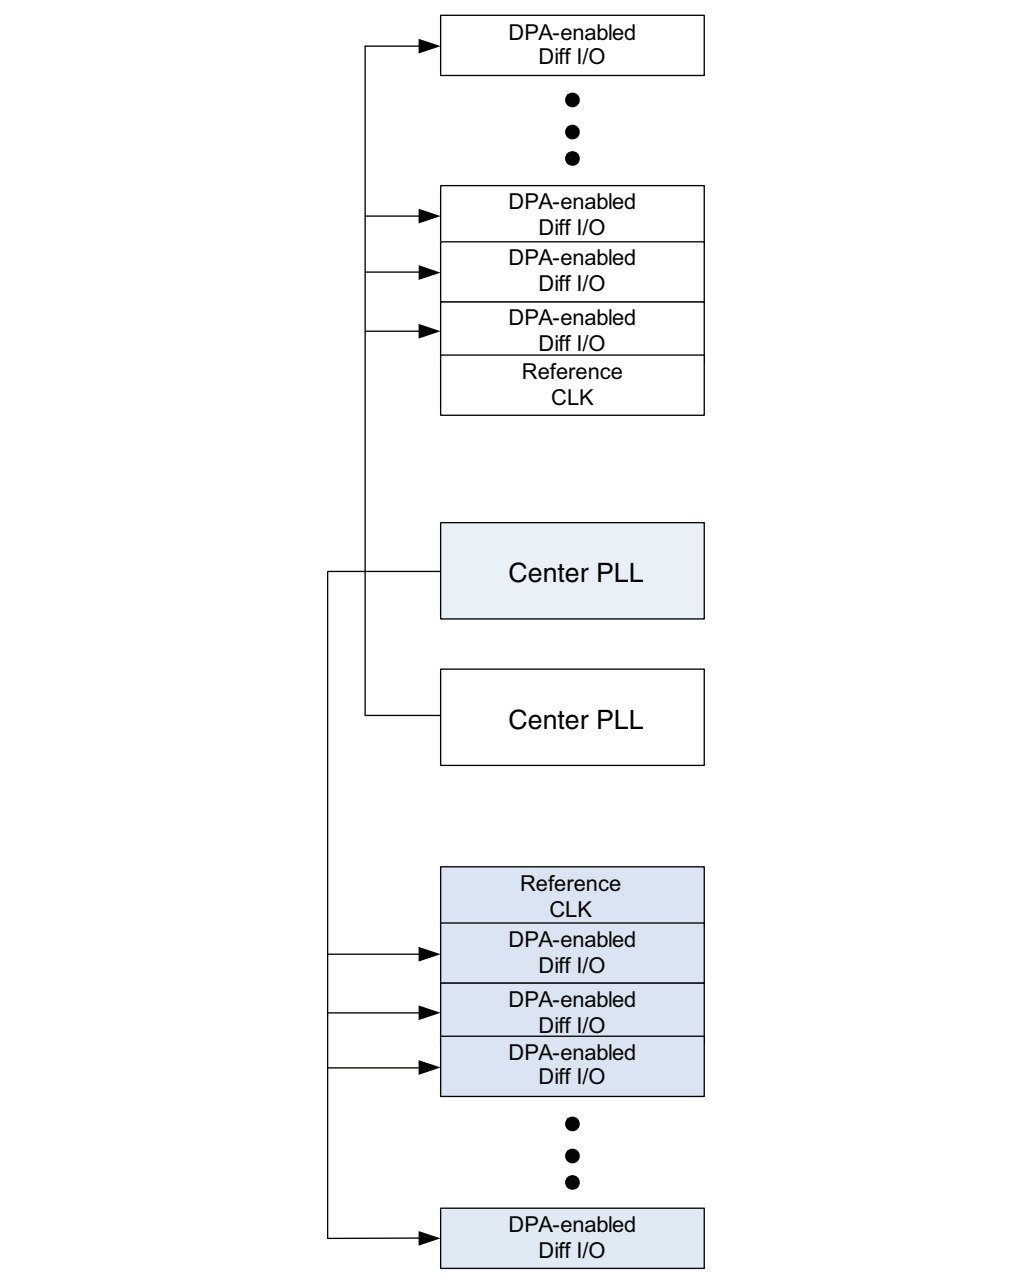 DPA-enabled
Diff I/O
DPA-enabled
Diff I/O
DPA-enabled
Diff I/O
DPA-enabled
Diff I/O
Reference
CLK
Center PLL
Center PLL
Reference
CLK
DPA-enabled
Diff I/O
DPA-enabled
Diff I/O
DPA-enabled
Diff I/O
DPA-enabled
Diff I/O